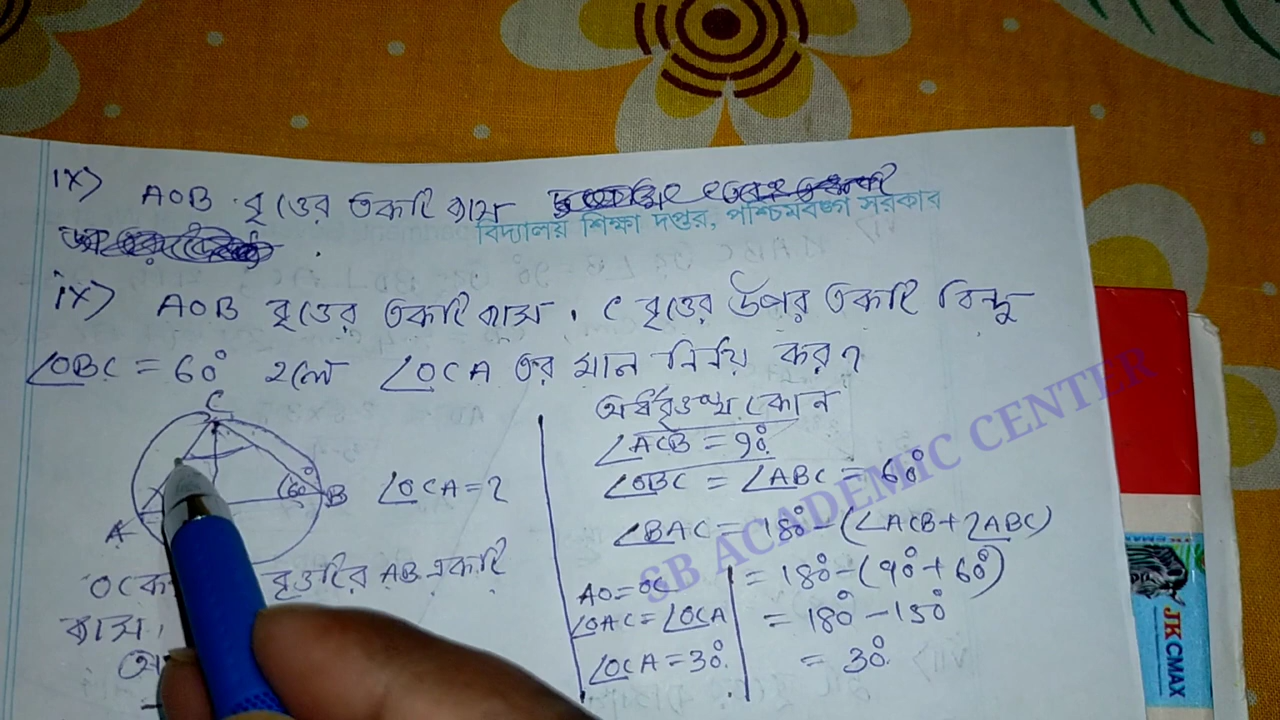 ix) AOB বৃত্তের একটি ব্যাস
বিদ্যালয় শিক্ষা দপ্তর, পশ্চিমবঙ্গ সরকার
ix) AOB বৃত্তের একটি ব্যাস। C বৃত্তের উপর একটি বিন্দু
∠OBC = 60° হলে ∠OCA এর মান নির্ণয় কর?
C
60°
A
B
∠OCA = ?
OC
বৃত্তটির AB একটি
ব্যাস।
অর্ধবৃত্তস্থ কোন
∠ACB = 90°
∠OBC = ∠ABC = 60°
∠BAC = 180° - (∠ACB + ∠ABC)
= 180° - (90° + 60°)
= 180° - 150°
= 30°.
AO = OC
∠OAC = ∠OCA
∠OCA = 30°.
SB ACADEMIC CENTER
JK CMAX